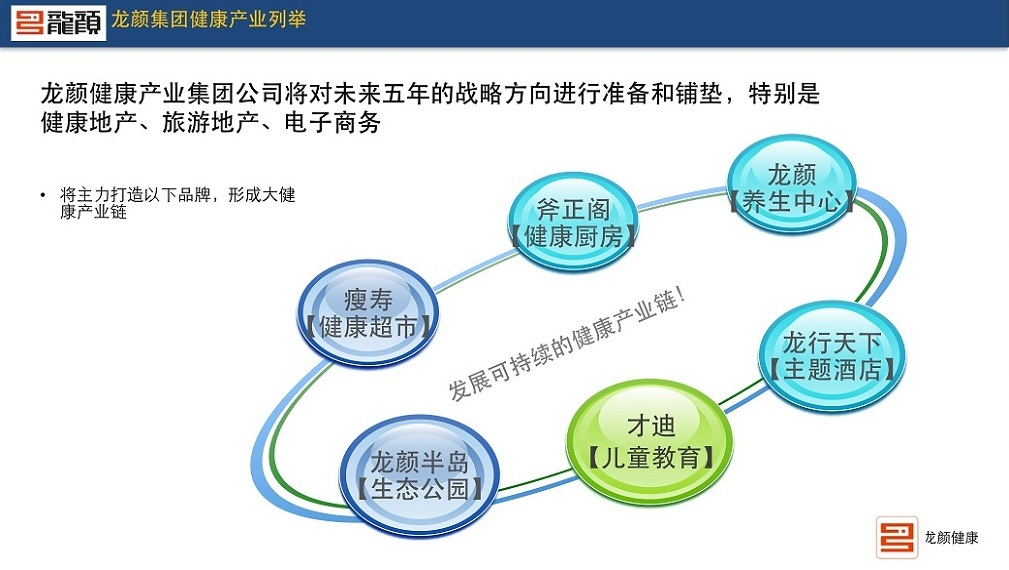 龍顔
龙颜集团健康产业列举
龙颜健康产业集团公司将对未来五年的战略方向进行准备和铺垫，特别是
健康地产、旅游地产、电子商务
• 将主力打造以下品牌，形成大健
康产业链
龙颜
【养生中心】
斧正阁
【健康厨房】
瘦寿
【健康超市】
发展可持续的健康产业链！
龙行天下
【主题酒店】
才迪
【儿童教育】
龙颜半岛
【生态公园】
龙颜健康